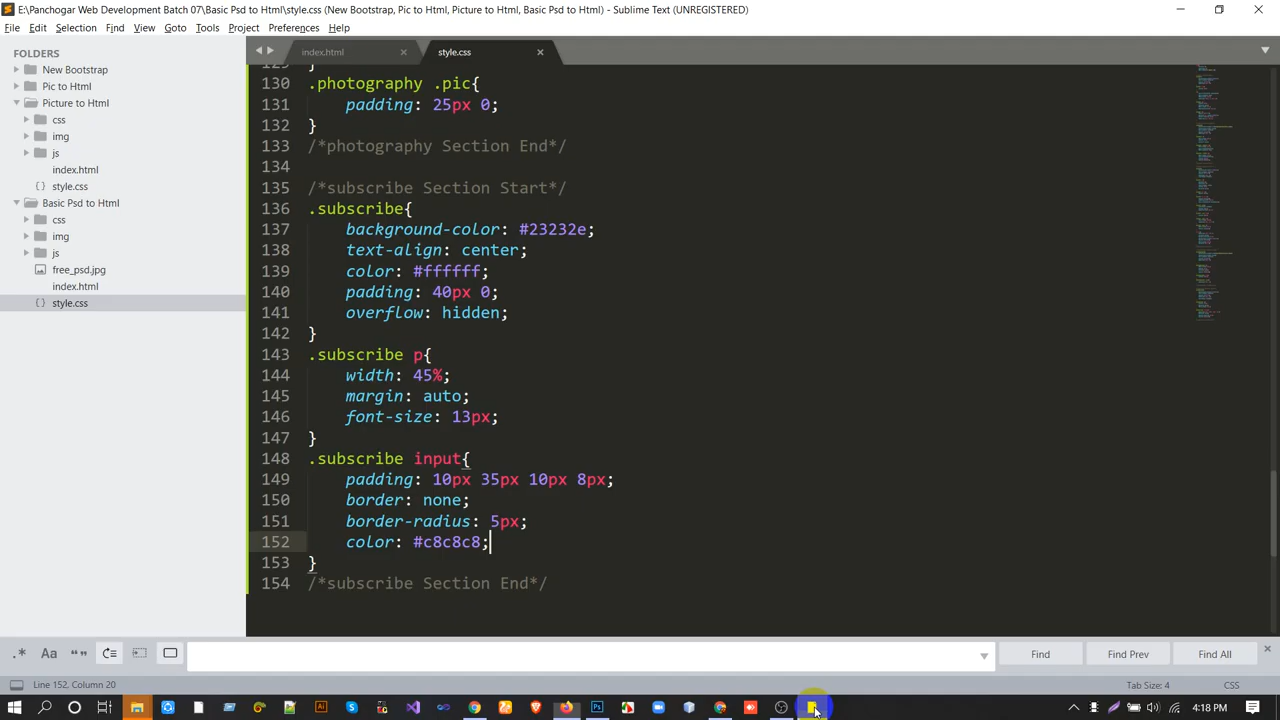 E:\Panchogar Web Development Batch 07\Basic Psd to Html\style.css (New Bootstrap, Pic to Html, Picture to Html, Basic Psd to Html) - Sublime Text (UNREGISTERED)
File Edit Selection Find View Goto Tools Project Preferences Help
FOLDERS
New Bootstrap
Pic to Html
Picture to Html
css
img
js
index.html
style.css
Basic Psd to Html
css
img
js
free_psd.jpg
index.html
style.css
index.html style.css
130 .photography .pic{
131 padding: 25px 0;
132 }
133 /*photography Section End*/
134
135 /*subscribe Section Start*/
136 .subscribe{
137 background-color: #23232e;
138 text-align: center;
139 color: #ffffff;
140 padding: 40px 0;
141 overflow: hidden;
142 }
143 .subscribe p{
144 width: 45%;
145 margin: auto;
146 font-size: 13px;
147 }
148 .subscribe input{
149 padding: 10px 35px 10px 8px;
150 border: none;
151 border-radius: 5px;
152 color: #c8c8c8;
153 }
154 /*subscribe Section End*/
Find Find Prev Find All
Line 152, Column 20 Tab Size: 4 CSS
4:18 PM